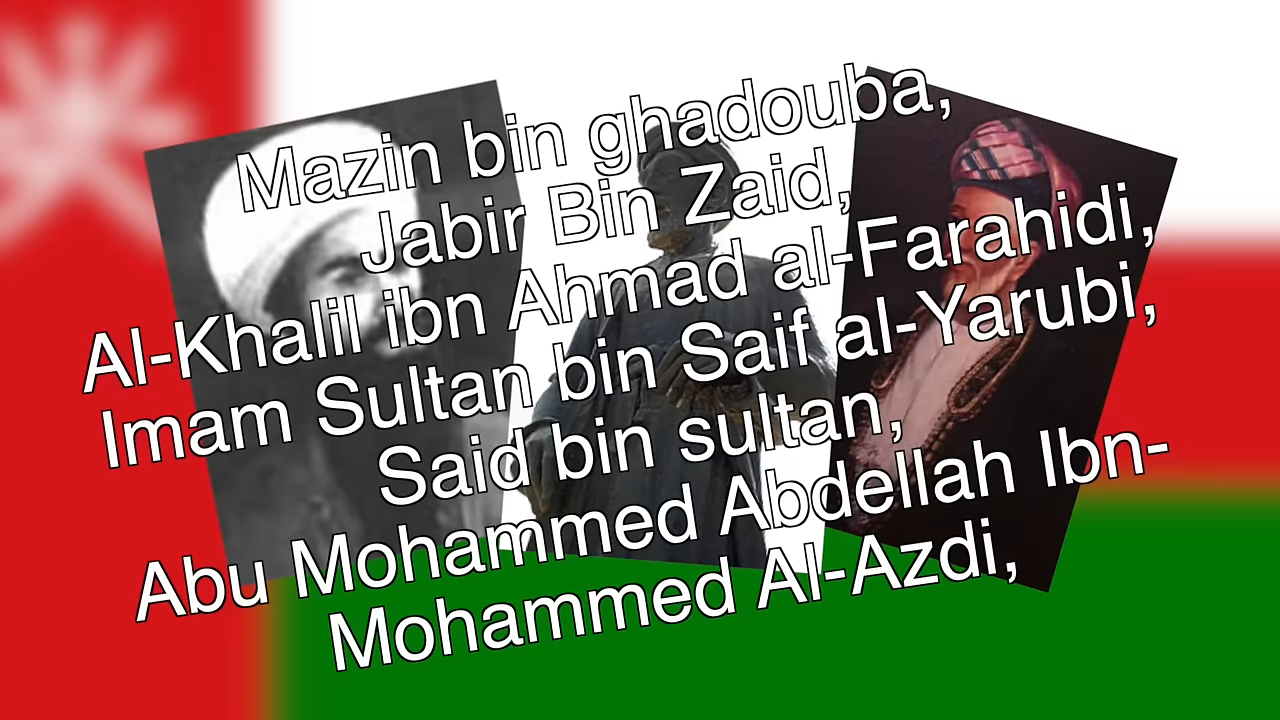 Mazin bin ghadouba,
Jabir Bin Zaid,
Al-Khalil ibn Ahmad al-Farahidi,
Imam Sultan bin Saif al-Yarubi,
Said bin sultan,
Abu Mohammed Abdellah Ibn-
Mohammed Al-Azdi,